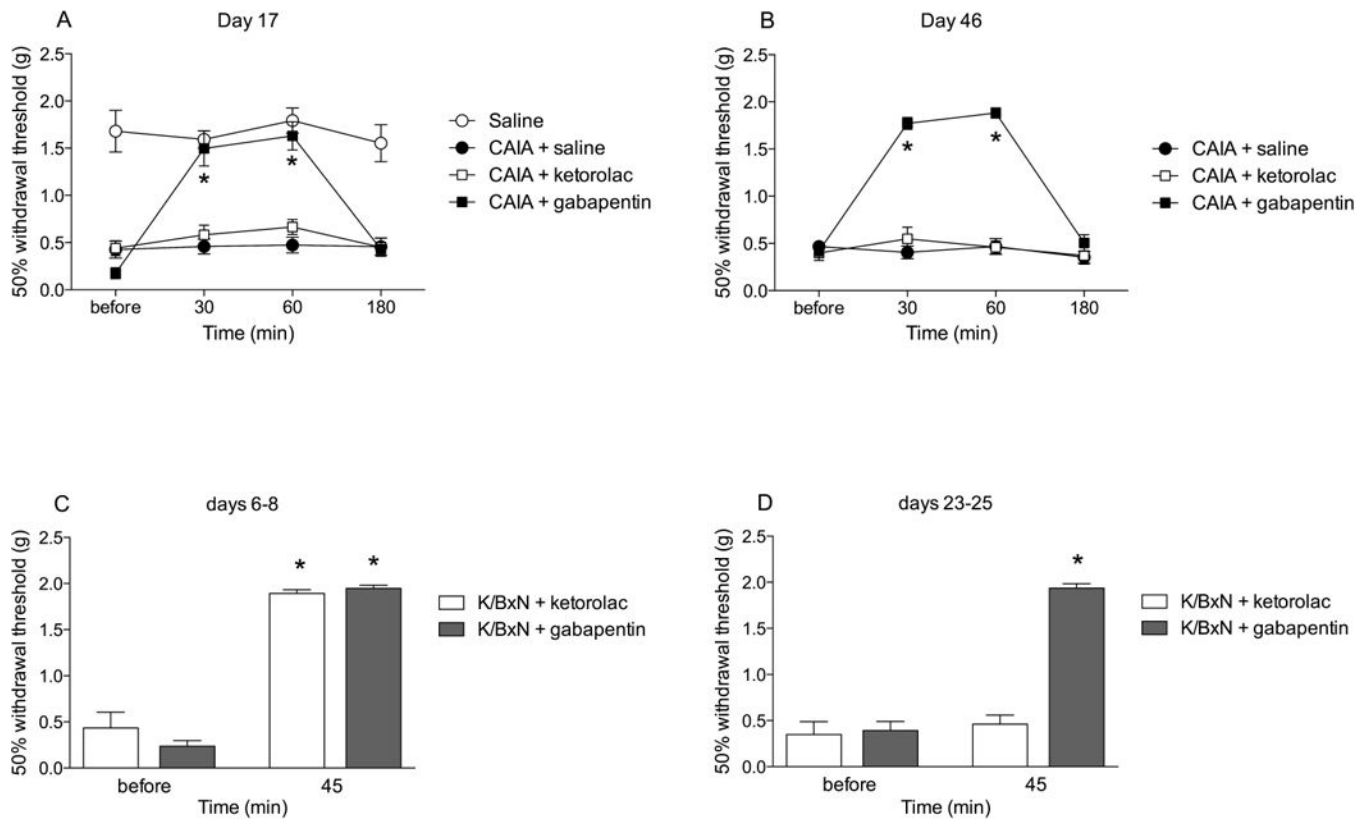 A
Day 17
50% withdrawal threshold (g)
2.5
2.0
1.5
1.0
0.5
0.0
*
*
before
30
60
180
Time (min)
Saline
CAIA + saline
CAIA + ketorolac
CAIA + gabapentin
B
Day 46
50% withdrawal threshold (g)
2.5
2.0
1.5
1.0
0.5
0.0
*
*
before
30
60
180
Time (min)
CAIA + saline
CAIA + ketorolac
CAIA + gabapentin
C
days 6-8
50% withdrawal threshold (g)
2.5
2.0
1.5
1.0
0.5
0.0
*
*
before
45
Time (min)
K/BxN + ketorolac
K/BxN + gabapentin
D
days 23-25
50% withdrawal threshold (g)
2.5
2.0
1.5
1.0
0.5
0.0
*
before
45
Time (min)
K/BxN + ketorolac
K/BxN + gabapentin